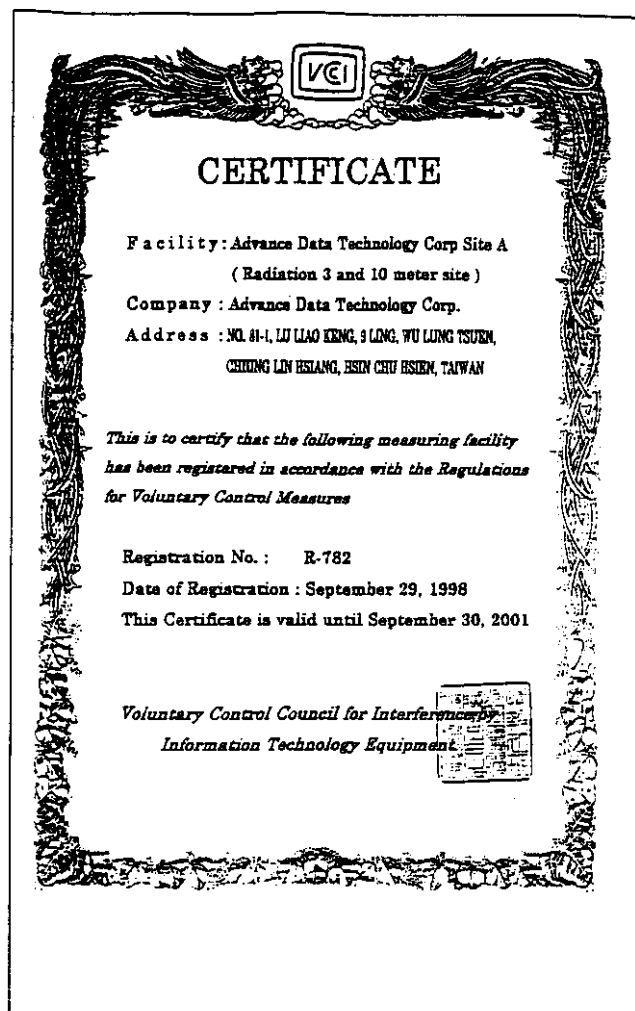 VCCI
CERTIFICATE
Facility : Advance Data Technology Corp Site A
( Radiation 3 and 10 meter site )
Company : Advance Data Technology Corp.
Address : NO. 81-1, LU LIAO KENG, 9 LING, WU LUNG TSUEN,
CHIUNG LIN HSIANG, HSIN CHU HSIEN, TAIWAN
This is to certify that the following measuring facility
has been registered in accordance with the Regulations
for Voluntary Control Measures
Registration No. : R-782
Date of Registration : September 29, 1998
This Certificate is valid until September 30, 2001
Voluntary Control Council for Interference by
Information Technology Equipment